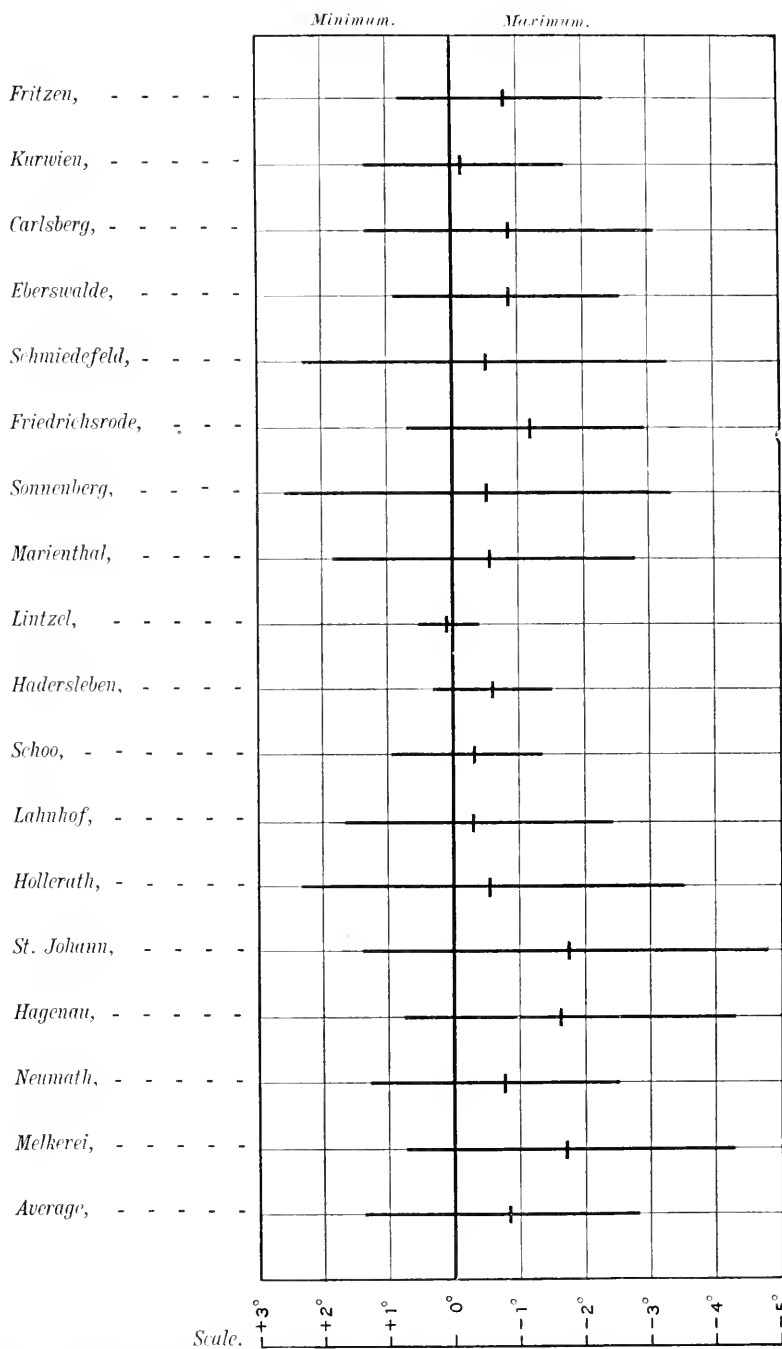 Minimum. Maximum.
Fritzen, - - - - -
Kurwien, - - - - -
Carlsberg, - - - - -
Eberswalde, - - - -
Schmiedefeld, - - - -
Friedrichsrode, - - -
Sonnenberg, - - - -
Marienthal, - - - -
Lintzel, - - - - -
Hadersleben, - - - -
Schoo, - - - - - -
Lahnhof, - - - - -
Hollerath, - - - - -
St. Johann, - - - -
Hagenau, - - - - -
Neumath, - - - - -
Melkerei, - - - - -
Average, - - - - -
Scale. +3° +2° +1° 0° -1° -2° -3° -4° -5°